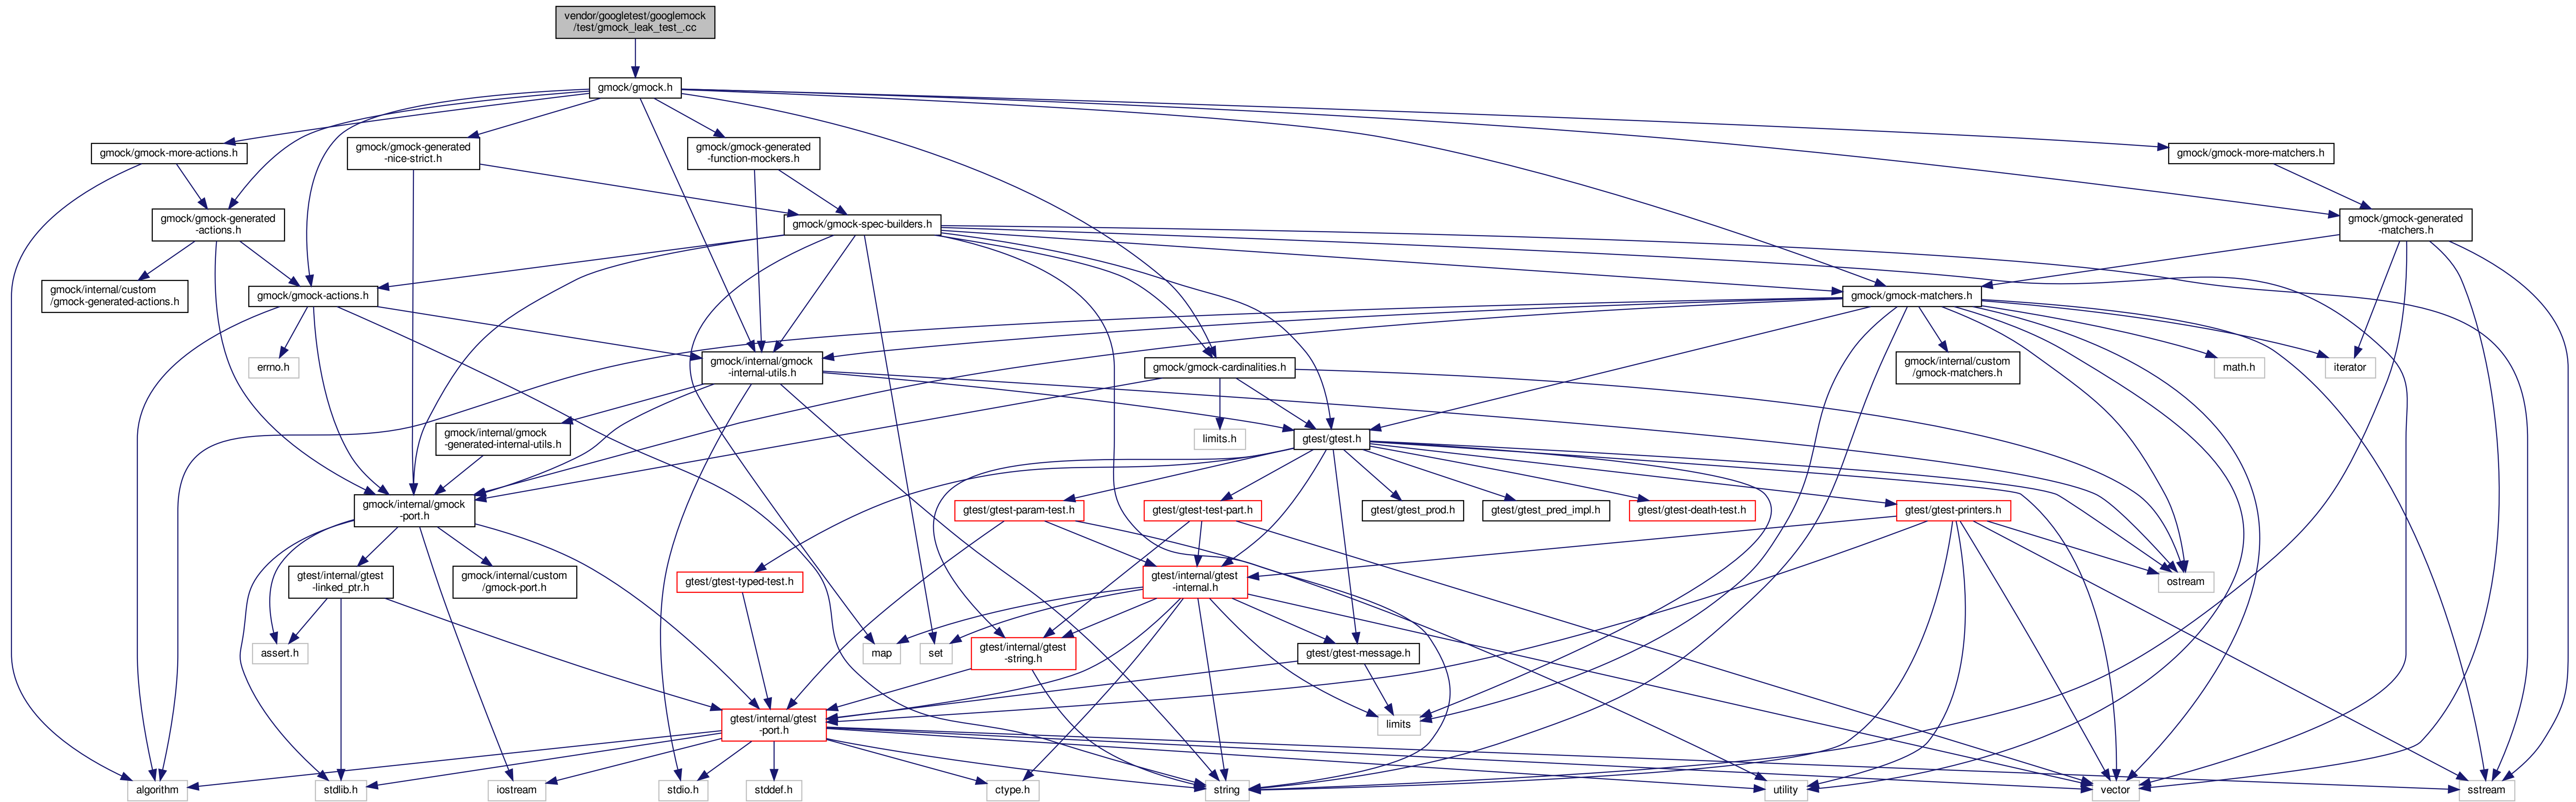 vendor/googletest/googlemock
/test/gmock_leak_test_.cc
gmock/gmock.h
gmock/gmock-more-actions.h
gmock/gmock-generated
-nice-strict.h
gmock/gmock-generated
-function-mockers.h
gmock/gmock-more-matchers.h
gmock/gmock-generated
-actions.h
gmock/gmock-spec-builders.h
gmock/gmock-generated
-matchers.h
gmock/internal/custom
/gmock-generated-actions.h
gmock/gmock-actions.h
gmock/gmock-matchers.h
errno.h
gmock/internal/gmock
-internal-utils.h
gmock/gmock-cardinalities.h
gmock/internal/custom
/gmock-matchers.h
math.h
iterator
gmock/internal/gmock
-generated-internal-utils.h
limits.h
gtest/gtest.h
gmock/internal/gmock
-port.h
gtest/gtest-param-test.h
gtest/gtest-test-part.h
gtest/gtest_prod.h
gtest/gtest_pred_impl.h
gtest/gtest-death-test.h
gtest/gtest-printers.h
gtest/internal/gtest
-linked_ptr.h
gmock/internal/custom
/gmock-port.h
gtest/gtest-typed-test.h
gtest/internal/gtest
-internal.h
ostream
assert.h
map
set
gtest/internal/gtest
-string.h
gtest/gtest-message.h
gtest/internal/gtest
-port.h
limits
algorithm
stdlib.h
iostream
stdio.h
stddef.h
ctype.h
string
utility
vector
sstream